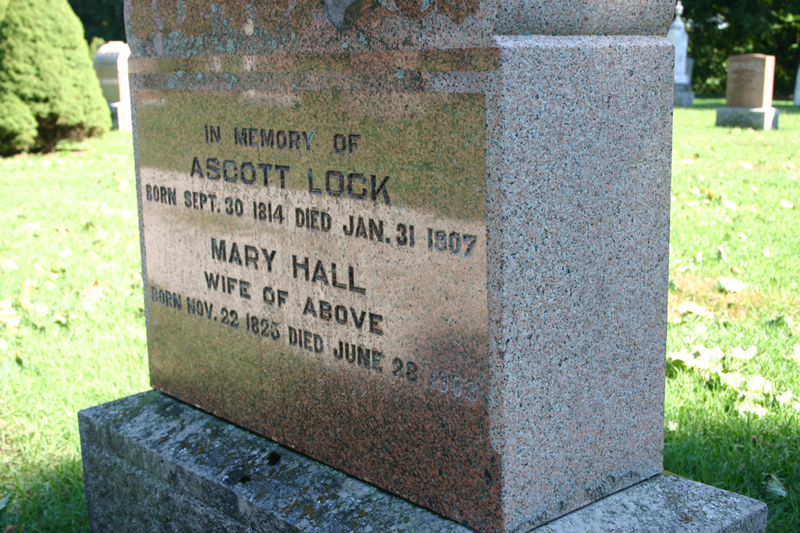 IN MEMORY OF
ASCOTT LOCK
BORN SEPT. 30 1814 DIED JAN. 31 1907
MARY HALL
WIFE OF ABOVE
BORN NOV. 22 1825 DIED JUNE 28